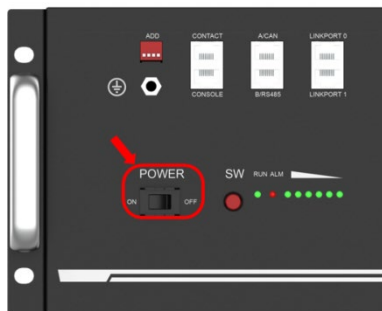 ADD CONTACT A/CAN LINKPORT 0
CONSOLE B/RS485 LINKPORT 1
POWER SW RUN ALM
ON OFF